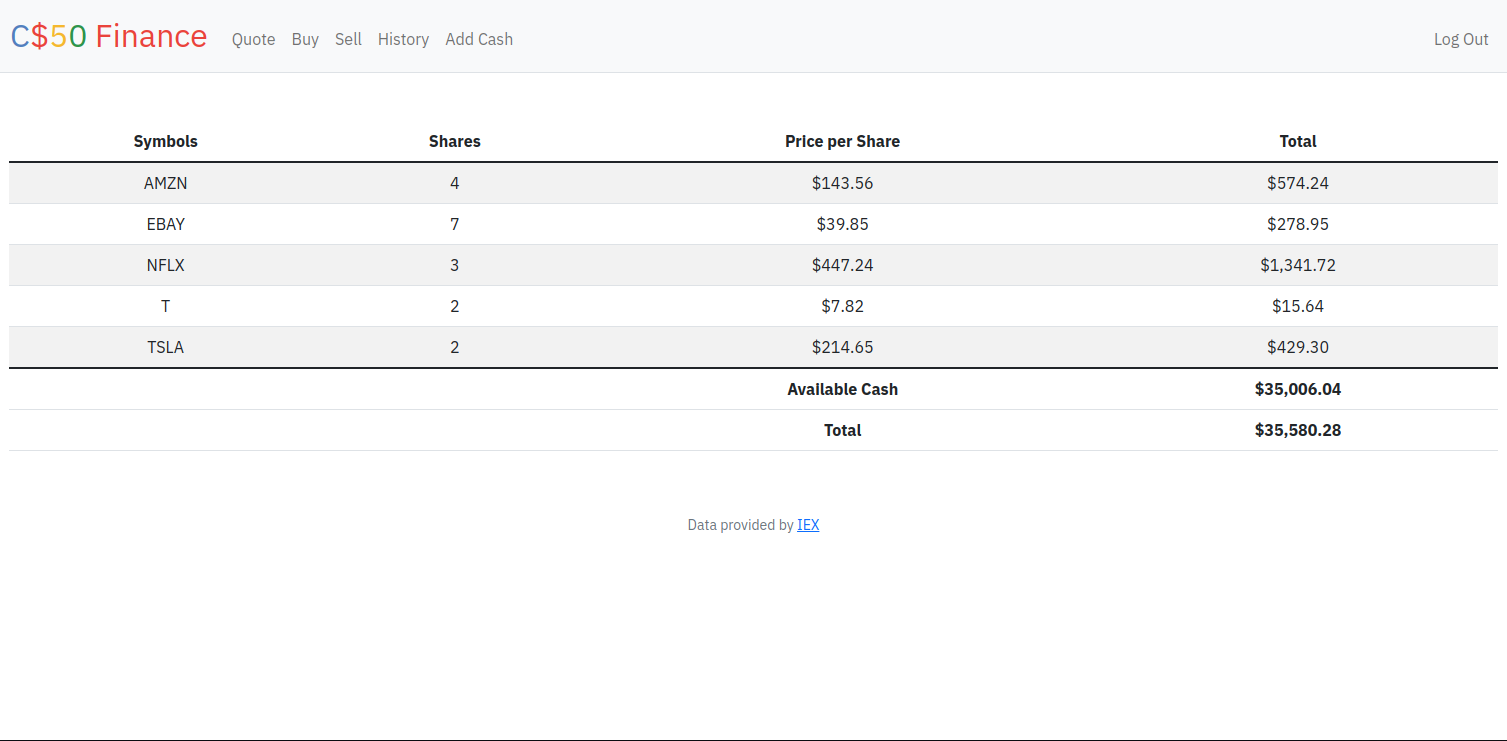 C$50 Finance Quote Buy Sell History Add Cash Log Out
Symbols Shares Price per Share Total
AMZN 4 $143.56 $574.24
EBAY 7 $39.85 $278.95
NFLX 3 $447.24 $1,341.72
T 2 $7.82 $15.64
TSLA 2 $214.65 $429.30
Available Cash $35,006.04
Total $35,580.28
Data provided by IEX